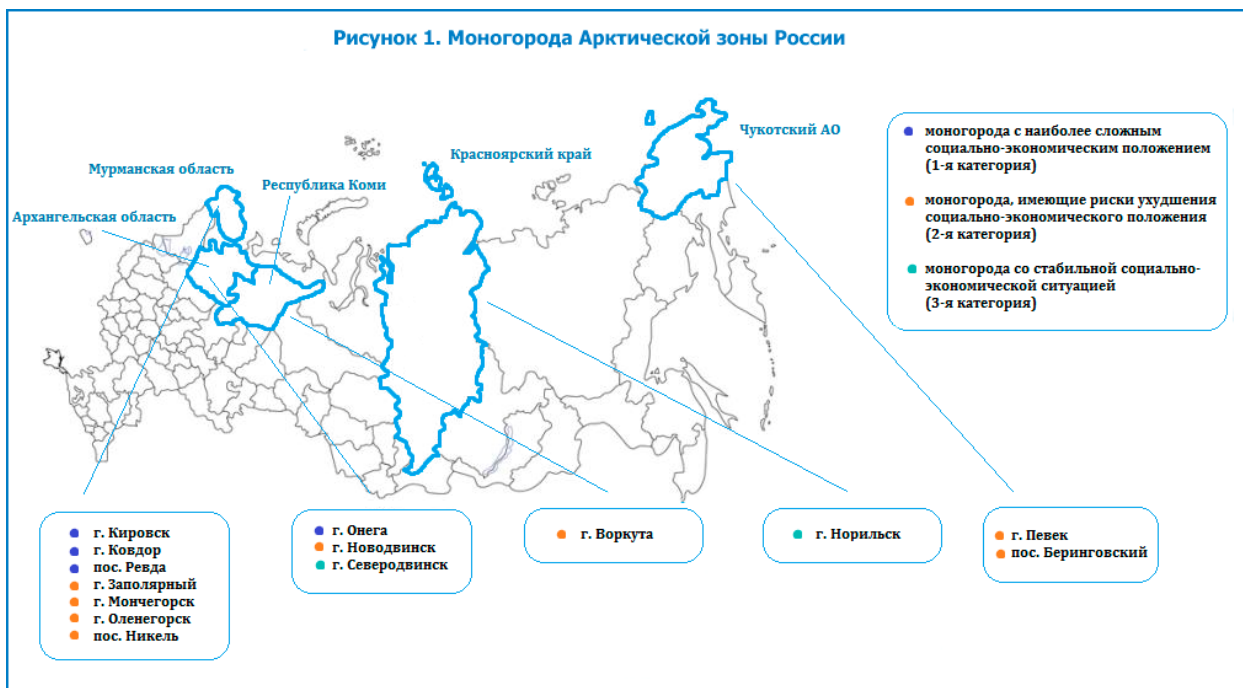 Рисунок 1. Моногорода Арктической зоны России
Чукотский АО
Красноярский край
Мурманская область
Республика Коми
Архангельская область
моногорода с наиболее сложным
социально-экономическим положением
(1-я категория)
моногорода, имеющие риски ухудшения
социально-экономического положения
(2-я категория)
моногорода со стабильной социально-
экономической ситуацией
(3-я категория)
г. Кировск
г. Ковдор
пос. Ревда
г. Заполярный
г. Мончегорск
г. Оленегорск
пос. Никель
г. Онега
г. Новодвинск
г. Северодвинск
г. Воркута
г. Норильск
г. Певек
пос. Беринговский